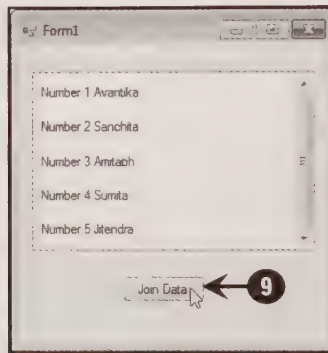 Form1
Number 1 Avantika
Number 2 Sanchita
Number 3 Amitabh
Number 4 Sumita
Number 5 Jitendra
Join Data
9